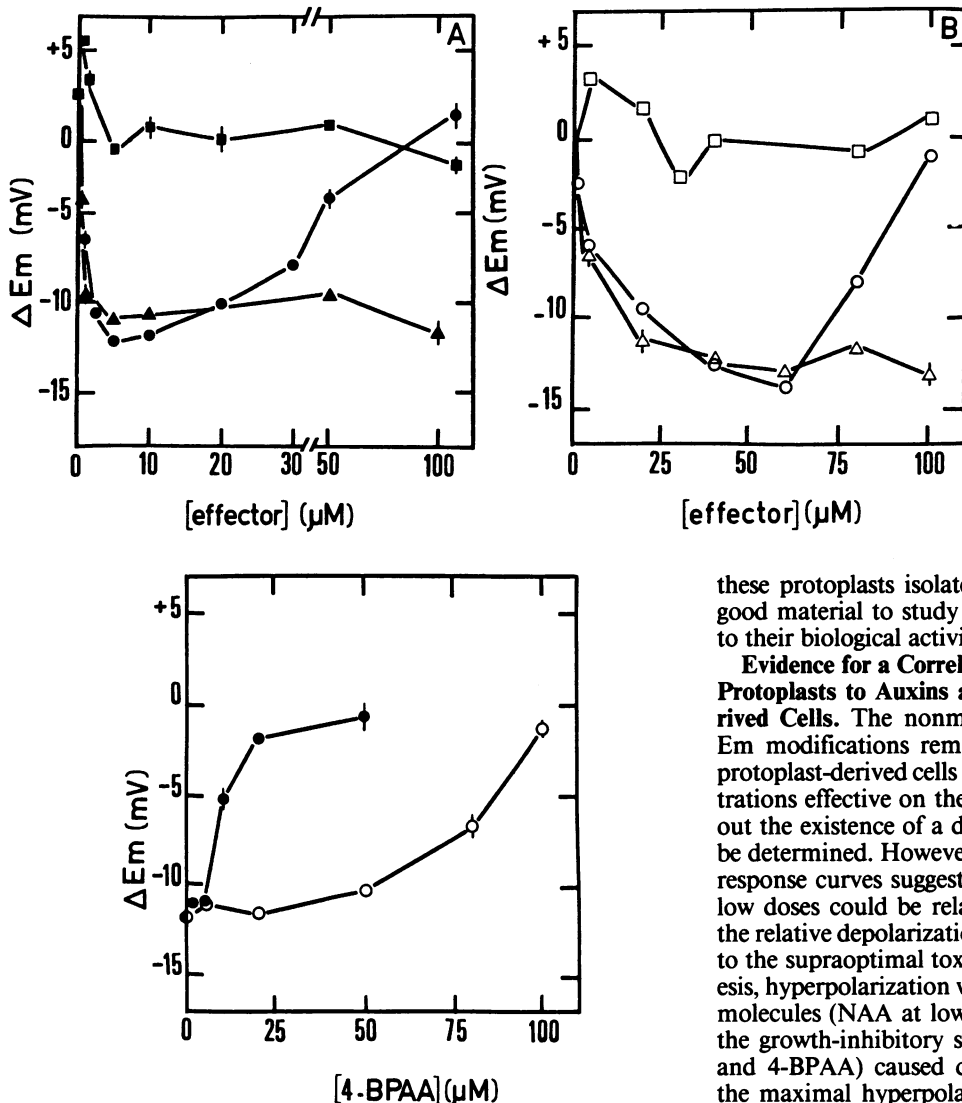 A
+5
0
-5
-10
-15
Δ Em (mV)
0 10 20 30 50 100
[effector] (µM)
B
+5
0
-5
-10
-15
Δ Em (mV)
0 25 50 75 100
[effector] (µM)
+5
0
-5
-10
-15
Δ Em (mV)
0 25 50 75 100
[4-BPAA] (µM)
these protoplasts isolate
good material to study
to their biological activi
Evidence for a Correl
Protoplasts to Auxins a
rived Cells. The nonm
Em modifications rem
protoplast-derived cells
trations effective on the
out the existence of a d
be determined. Howeve
response curves suggest
low doses could be rela
the relative depolarizatio
to the supraoptimal tox
esis, hyperpolarization v
molecules (NAA at low
the growth-inhibitory s
and 4-BPAA) caused c
the maximal hyperpola